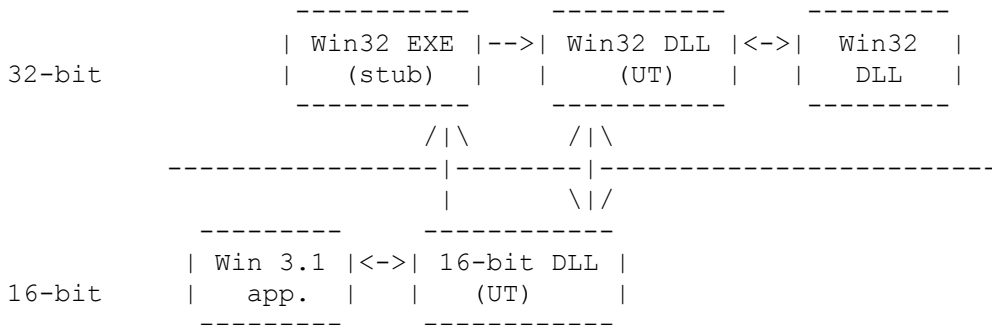 -----------     -----------     ---------
                 | Win32 EXE |-->| Win32 DLL |<->|  Win32  |
32-bit           |   (stub)  |   |    (UT)   |   |   DLL   |
                  -----------     -----------     ---------
                          /|\      /|\
          -----------------|--------|-------------------------
                           |       \|/
            ---------     ------------
           | Win 3.1 |<->| 16-bit DLL |
16-bit     |   app.  |   |   (UT)     |
            ---------     ------------